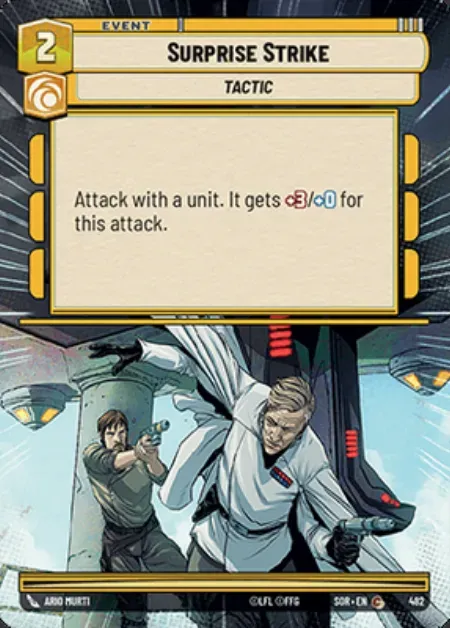 EVENT
2
SURPRISE STRIKE
TACTIC
Attack with a unit. It gets +3/+0 for
this attack.
ARIO MURTI
©LFL ⓕFFG
SOR • EN C 482